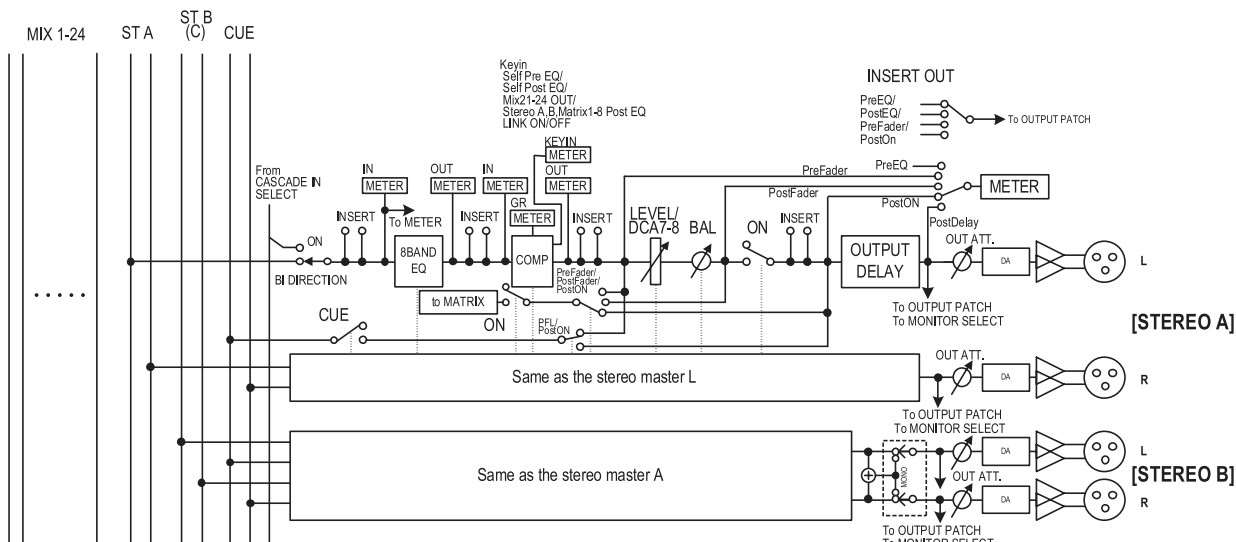 MIX 1-24
ST A
ST B
(C)
CUE
Keyin
Self Pre EQ/
Self Post EQ/
Mix21-24 OUT/
Stereo A,B,Matrix1-8 Post EQ
LINK ON/OFF
INSERT OUT
PreEQ/
PostEQ/
PreFader/
PostOn
To OUTPUT PATCH
KEYIN
METER
From
CASCADE IN
SELECT
IN
METER
OUT
METER
IN
METER
OUT
METER
GR
METER
To METER
PreFader
PreEQ
PostFader
METER
PostON
PostDelay
ON
INSERT
INSERT
INSERT
LEVEL/
DCA7-8
BAL
ON
INSERT
OUT ATT.
BI DIRECTION
8BAND
EQ
COMP
OUTPUT
DELAY
DA
L
PreFader/
PostFader/
PostON
to MATRIX
ON
To OUTPUT PATCH
To MONITOR SELECT
[STEREO A]
CUE
PFL/
PostON
Same as the stereo master L
OUT ATT.
DA
R
To OUTPUT PATCH
To MONITOR SELECT
Same as the stereo master A
MONO
DA
L
OUT ATT.
[STEREO B]
DA
R
To OUTPUT PATCH
To MONITOR SELECT